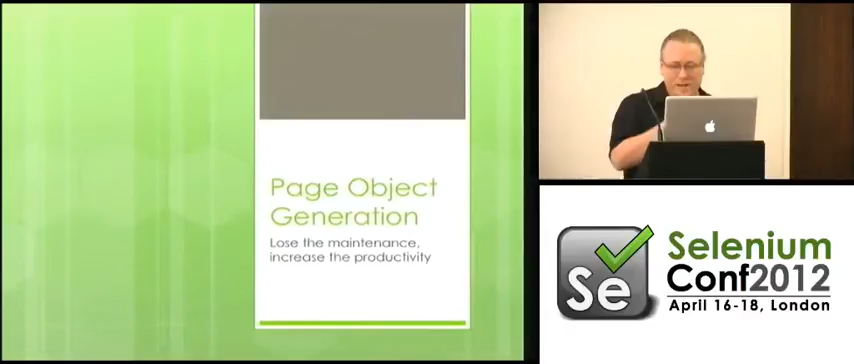 Page Object
Generation
Lose the maintenance,
increase the productivity
Se
Selenium
Conf2012
April 16-18, London